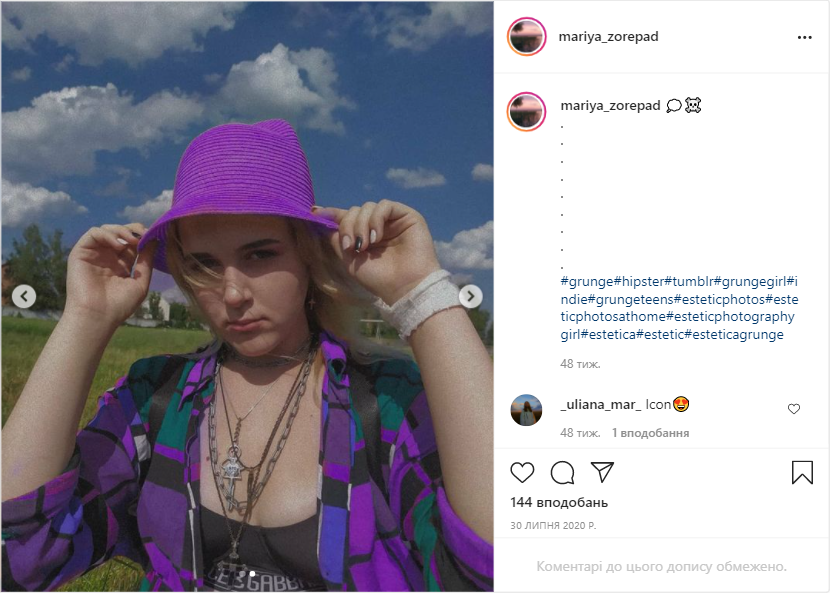 mariya_zorepad
mariya_zorepad 💭☠
.
.
.
.
.
.
.
.
.
#grunge#hipster#tumblr#grungegirl#i
ndie#grungeteens#esteticphotos#este
ticphotosathome#esteticphotography
girl#estetica#estetic#esteticagrunge
48 тиж.
_uliana_mar_ Icon😍
48 тиж. 1 вподобання
144 вподобань
30 ЛИПНЯ 2020 Р.
Коментарі до цього допису обмежено.